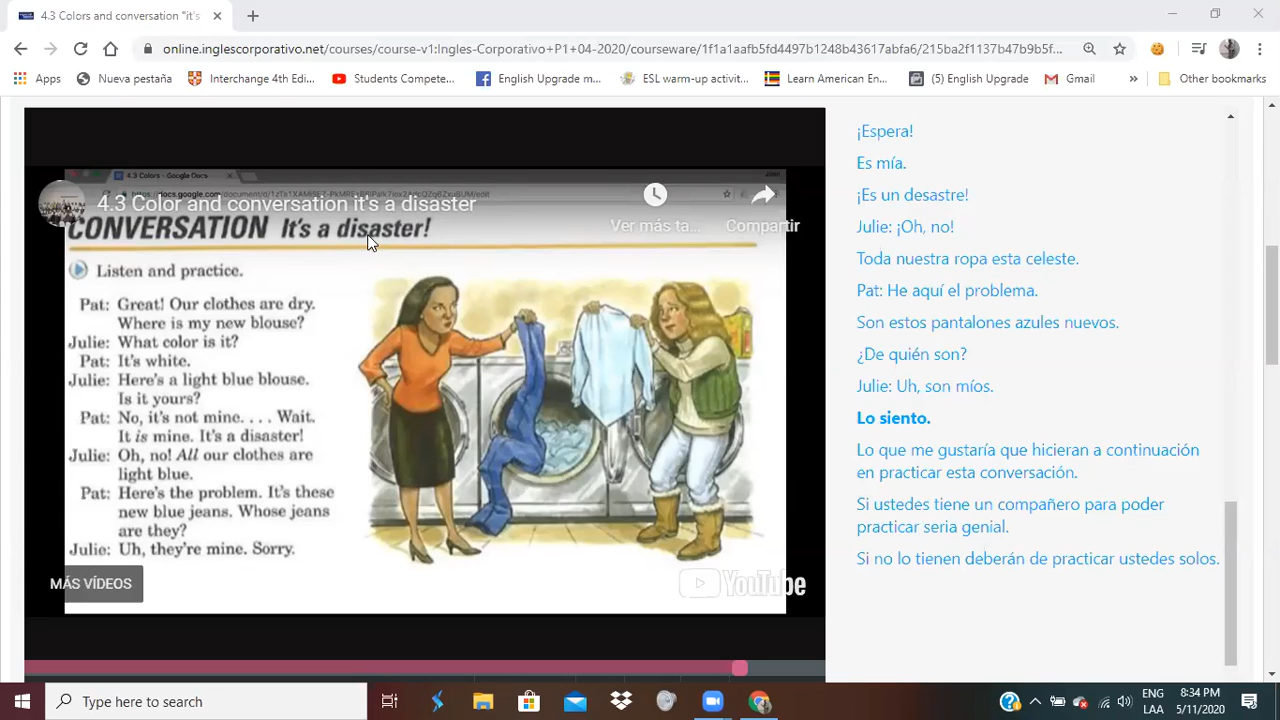 4.3 Colors and conversation "it's
online.inglescorporativo.net/courses/course-v1:Ingles-Corporativo+P1+04-2020/courseware/1f1a1aafb5fd4497b1248b43617abfa6/215ba2f1137b47b9b5f...
Apps
Nueva pestaña
Interchange 4th Edi...
Students Compete...
English Upgrade m...
ESL warm-up activit...
Learn American En...
(5) English Upgrade
Gmail
»
Other bookmarks
4.3 Colors - Google Docs
4.3 Color and conversation it's a disaster
Ver más ta...
Compartir
CONVERSATION It's a disaster!
Listen and practice.
Pat: Great! Our clothes are dry.
Where is my new blouse?
Julie: What color is it?
Pat: It's white.
Julie: Here's a light blue blouse.
Is it yours?
Pat: No, it's not mine. . . . Wait.
It is mine. It's a disaster!
Julie: Oh, no! All our clothes are
light blue.
Pat: Here's the problem. It's these
new blue jeans. Whose jeans
are they?
Julie: Uh, they're mine. Sorry.
MÁS VÍDEOS
YouTube
¡Espera!
Es mía.
¡Es un desastre!
Julie: ¡Oh, no!
Toda nuestra ropa esta celeste.
Pat: He aquí el problema.
Son estos pantalones azules nuevos.
¿De quién son?
Julie: Uh, son míos.
Lo siento.
Lo que me gustaría que hicieran a continuación
en practicar esta conversación.
Si ustedes tiene un compañero para poder
practicar seria genial.
Si no lo tienen deberán de practicar ustedes solos.
Type here to search
ENG
LAA
8:34 PM
5/11/2020